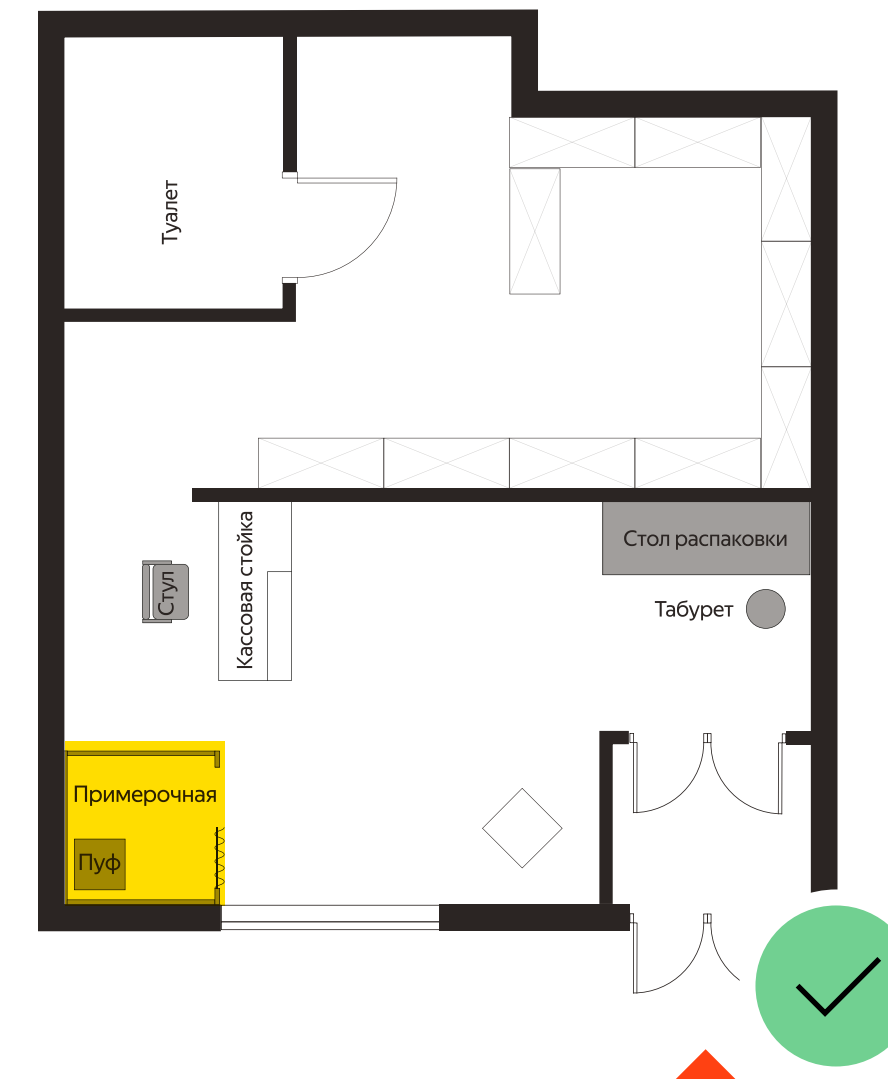 Туалет
Кассовая стойка
Стол распаковки
Стул
Табурет
Примерочная
Пуф